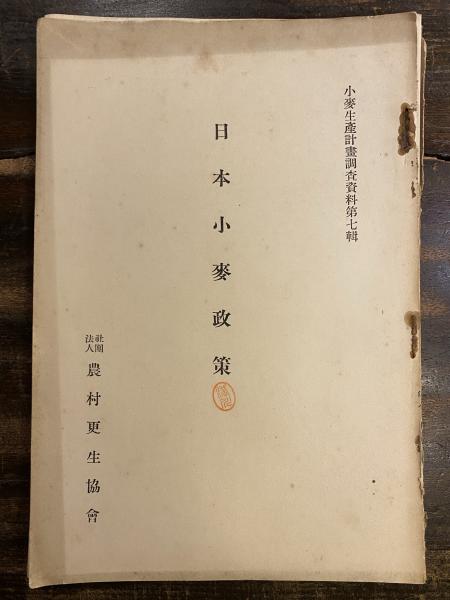 小麥生產計畫調査資料第七輯
日本小麥政策
社團
法人
農村更生協會